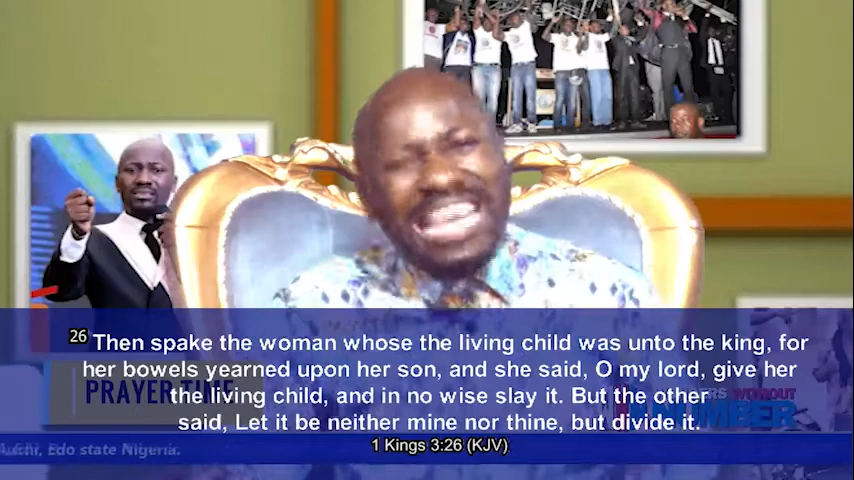 26 Then spake the woman whose the living child was unto the king, for
her bowels yearned upon her son, and she said, O my lord, give her
the living child, and in no wise slay it. But the other
said, Let it be neither mine nor thine, but divide it.
1 Kings 3:26 (KJV)
PRAYER TIME
WITHOUT
NUMBER
Edo state Nigeria.